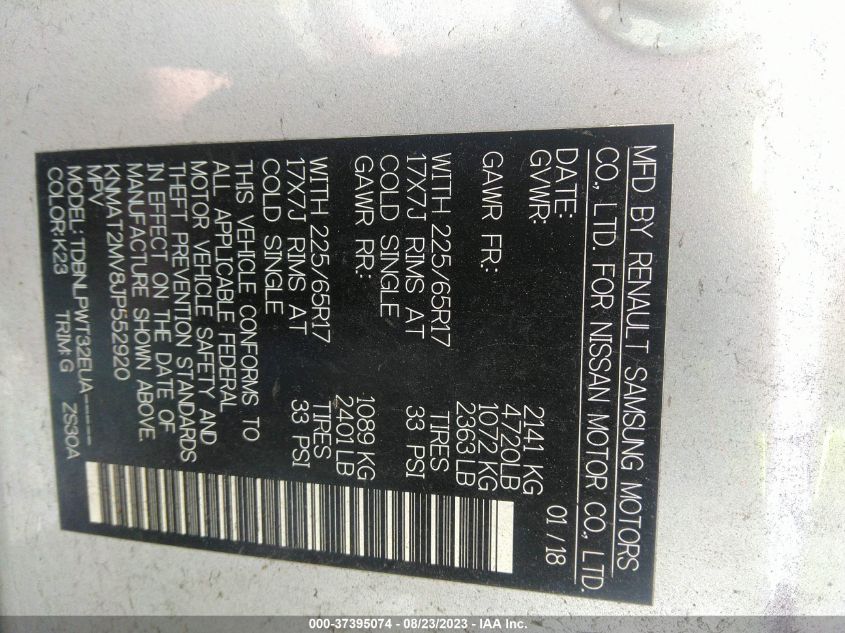 MFD BY RENAULT SAMSUNG MOTORS
CO., LTD. FOR NISSAN MOTOR CO., LTD.
DATE: 01/18
GVWR: 2141 KG
4720LB
GAWR FR: 1072 KG
2363 LB
WITH 225/65R17 TIRES
17X7J RIMS AT 33 PSI
COLD SINGLE
GAWR RR: 1089 KG
2401 LB
WITH 225/65R17 TIRES
17X7J RIMS AT 33 PSI
COLD SINGLE
THIS VEHICLE CONFORMS TO
ALL APPLICABLE FEDERAL
MOTOR VEHICLE SAFETY AND
THEFT PREVENTION STANDARDS
IN EFFECT ON THE DATE OF
MANUFACTURE SHOWN ABOVE.
KNMAT2MV8JP552920
MPV
MODEL: TDBNLPWT32EUA-----
COLOR:K23 TRIM:G ZS30A
000-37395074 - 08/23/2023 - IAA Inc.